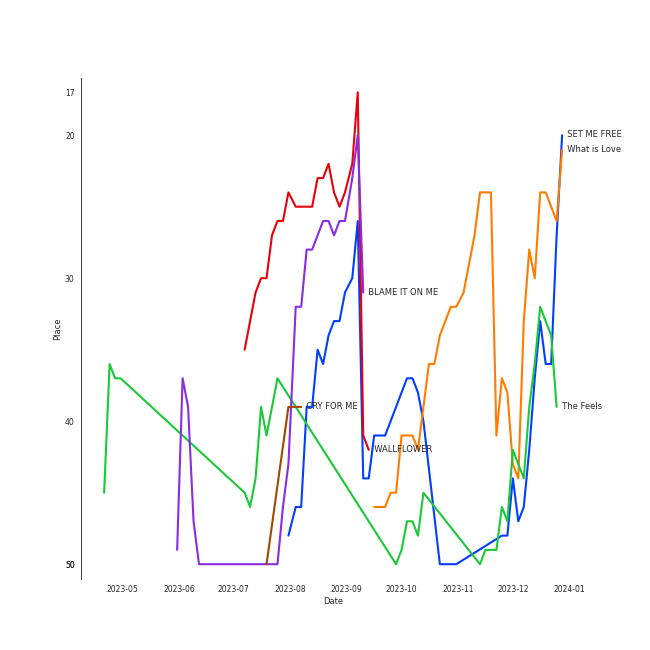 17
20
SET ME FREE
What is Love
30
BLAME IT ON ME
Place
CRY FOR ME
The Feels
40
WALLFLOWER
50
2023-05 2023-06 2023-07 2023-08 2023-09 2023-10 2023-11 2023-12 2024-01
Date